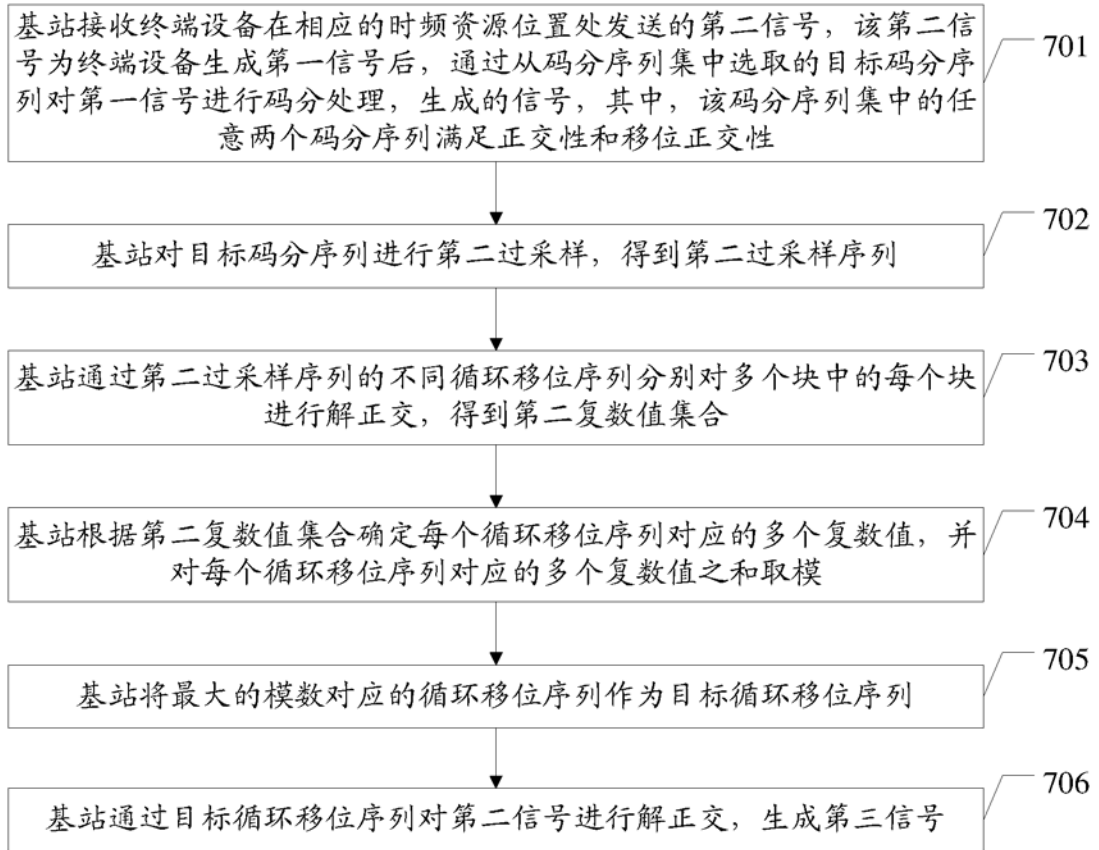 基站接收终端设备在相应的时频资源位置处发送的第二信号，该第二信
号为终端设备生成第一信号后，通过从码分序列集中选取的目标码分序
列对第一信号进行码分处理，生成的信号，其中，该码分序列集中的任
意两个码分序列满足正交性和移位正交性
701
基站对目标码分序列进行第二过采样，得到第二过采样序列
702
基站通过第二过采样序列的不同循环移位序列分别对多个块中的每个块
进行解正交，得到第二复数值集合
703
基站根据第二复数值集合确定每个循环移位序列对应的多个复数值，并
对每个循环移位序列对应的多个复数值之和取模
704
基站将最大的模数对应的循环移位序列作为目标循环移位序列
705
基站通过目标循环移位序列对第二信号进行解正交，生成第三信号
706